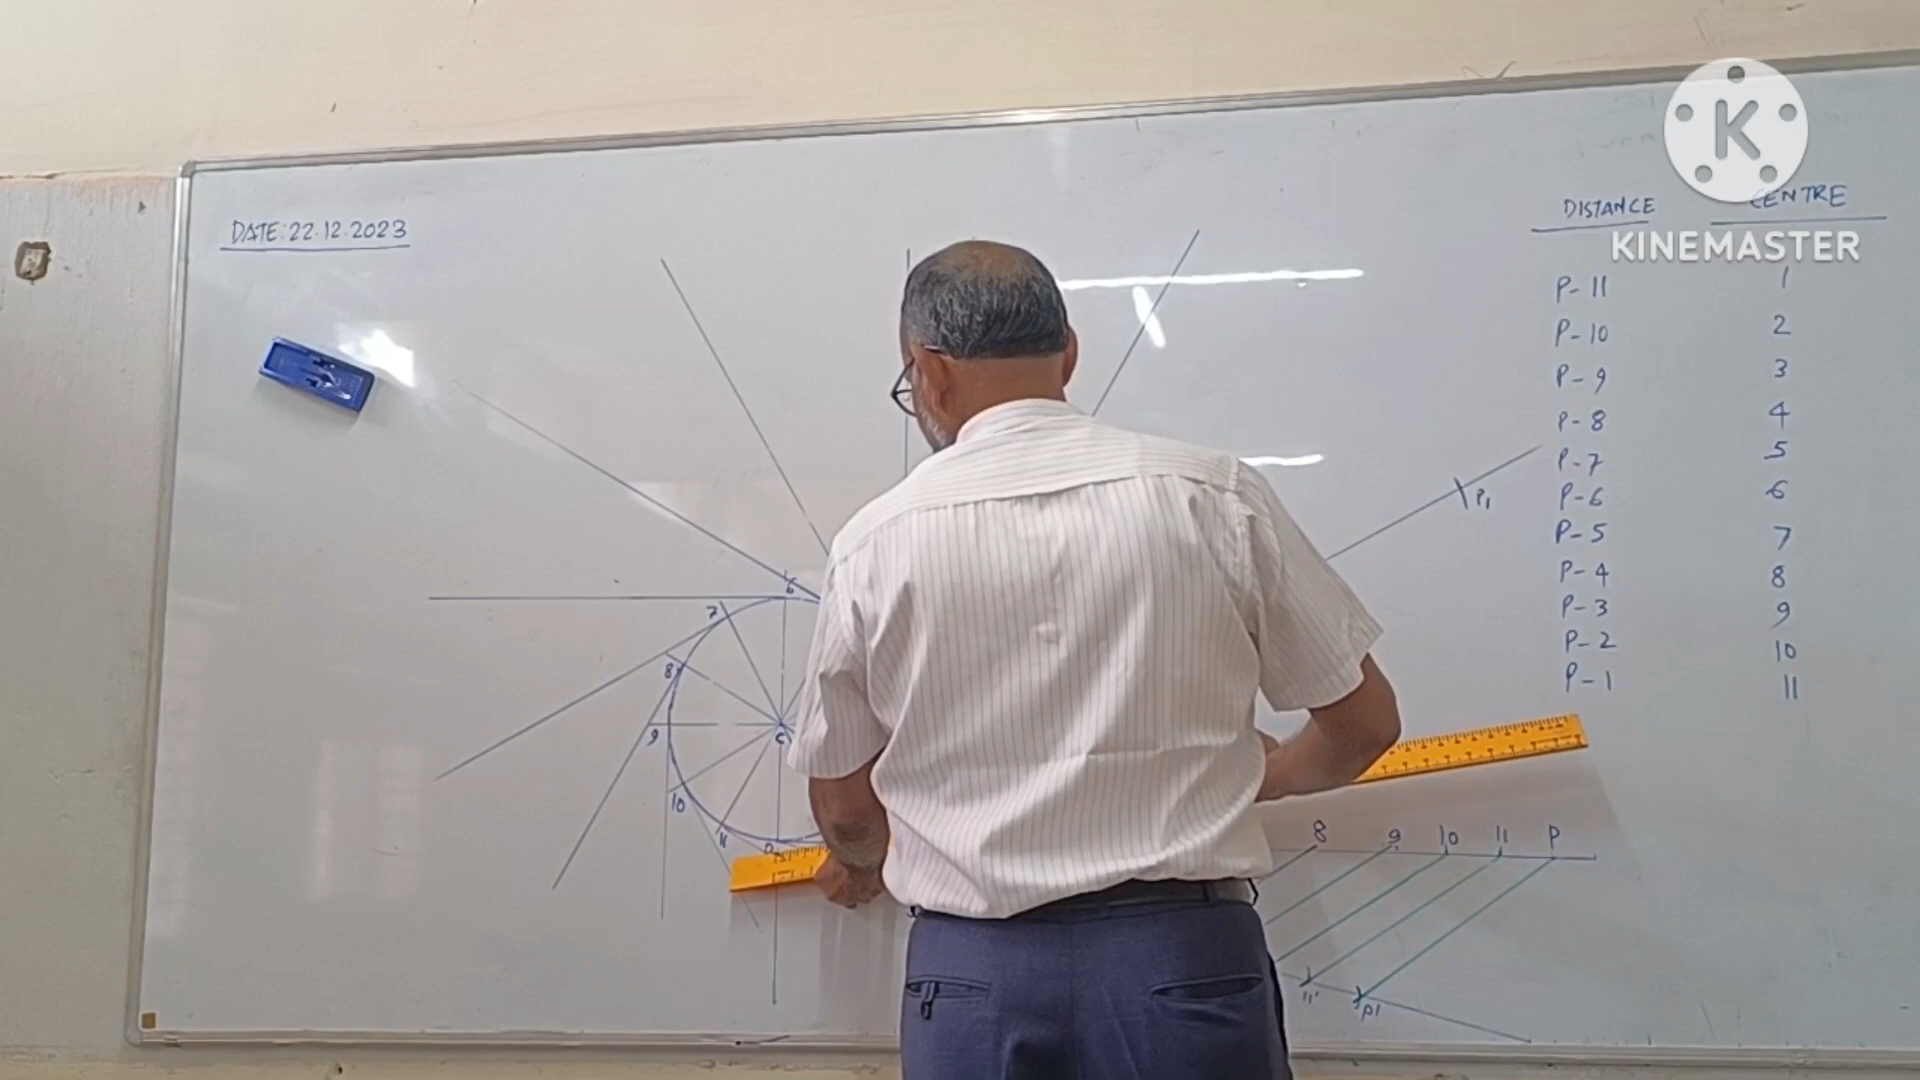 DATE: 22.12.2023
K
KINEMASTER
DISTANCE CENTRE
P-11 1
P-10 2
P-9 3
P-8 4
P-7 5
P-6 6
P-5 7
P-4 8
P-3 9
P-2 10
P-1 11
P1
6
7
8
9
C
10
11
8 9 10 11 P
11'
P'